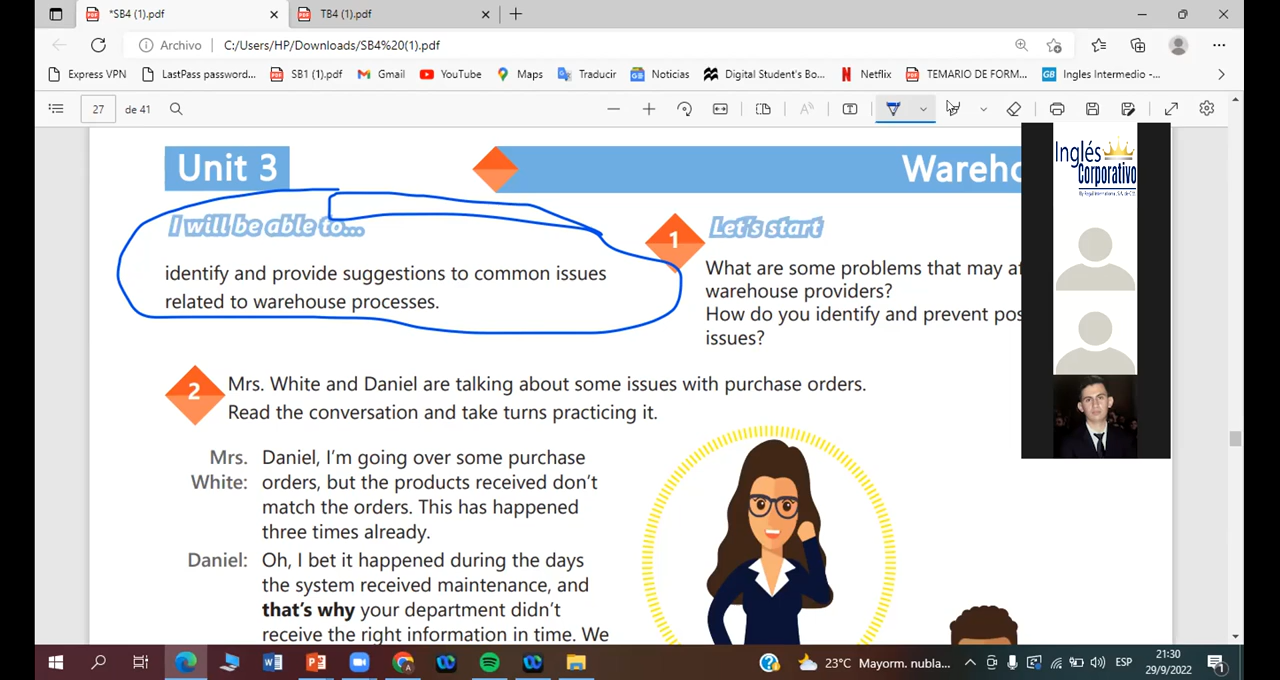 *SB4 (1).pdf
TB4 (1).pdf
Archivo
C:/Users/HP/Downloads/SB4%20(1).pdf
Express VPN
LastPass password...
SB1 (1).pdf
Gmail
YouTube
Maps
Traducir
Noticias
Digital Student's Bo...
Netflix
TEMARIO DE FORM...
Ingles Intermedio -...
27
de 41
Unit 3
Wareho
Inglés
Corporativo
I will be able to...
identify and provide suggestions to common issues
related to warehouse processes.
1
Let's start
What are some problems that may af
warehouse providers?
How do you identify and prevent pos
issues?
2
Mrs. White and Daniel are talking about some issues with purchase orders.
Read the conversation and take turns practicing it.
Mrs. White:
Daniel, I'm going over some purchase
orders, but the products received don't
match the orders. This has happened
three times already.
Daniel:
Oh, I bet it happened during the days
the system received maintenance, and
that's why your department didn't
receive the right information in time. We
23°C Mayorm. nubla...
ESP
21:30
29/9/2022